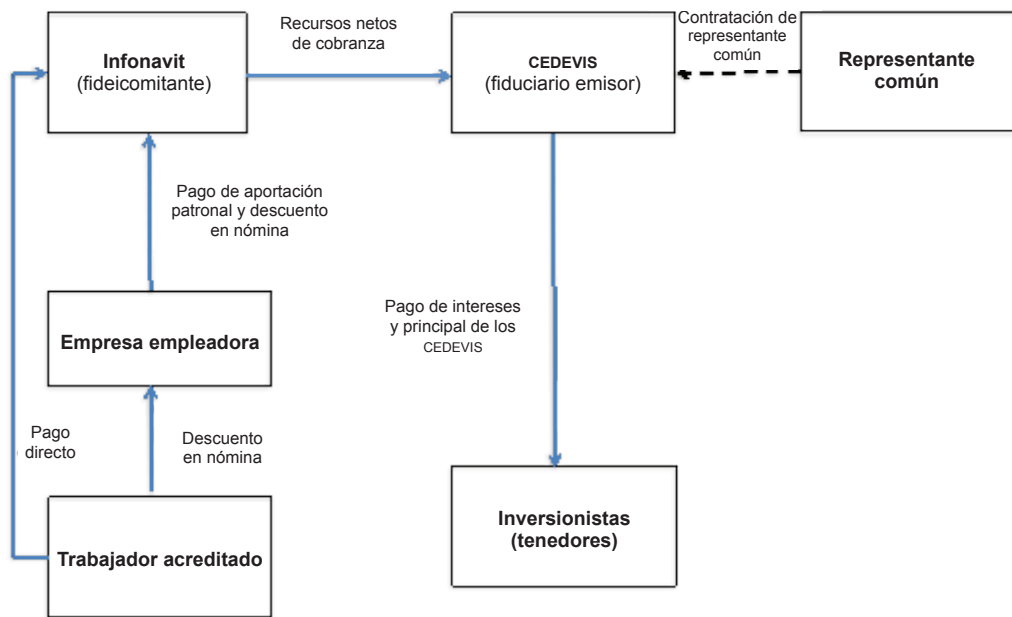 Infonavit
(fideicomitante)
Recursos netos
de cobranza
CEDEVIS
(fiduciario emisor)
Contratación de
representante
común
Representante
común
Pago de aportación
patronal y descuento
en nómina
Empresa empleadora
Pago de intereses
y principal de los
CEDEVIS
Pago
directo
Descuento
en nómina
Trabajador acreditado
Inversionistas
(tenedores)